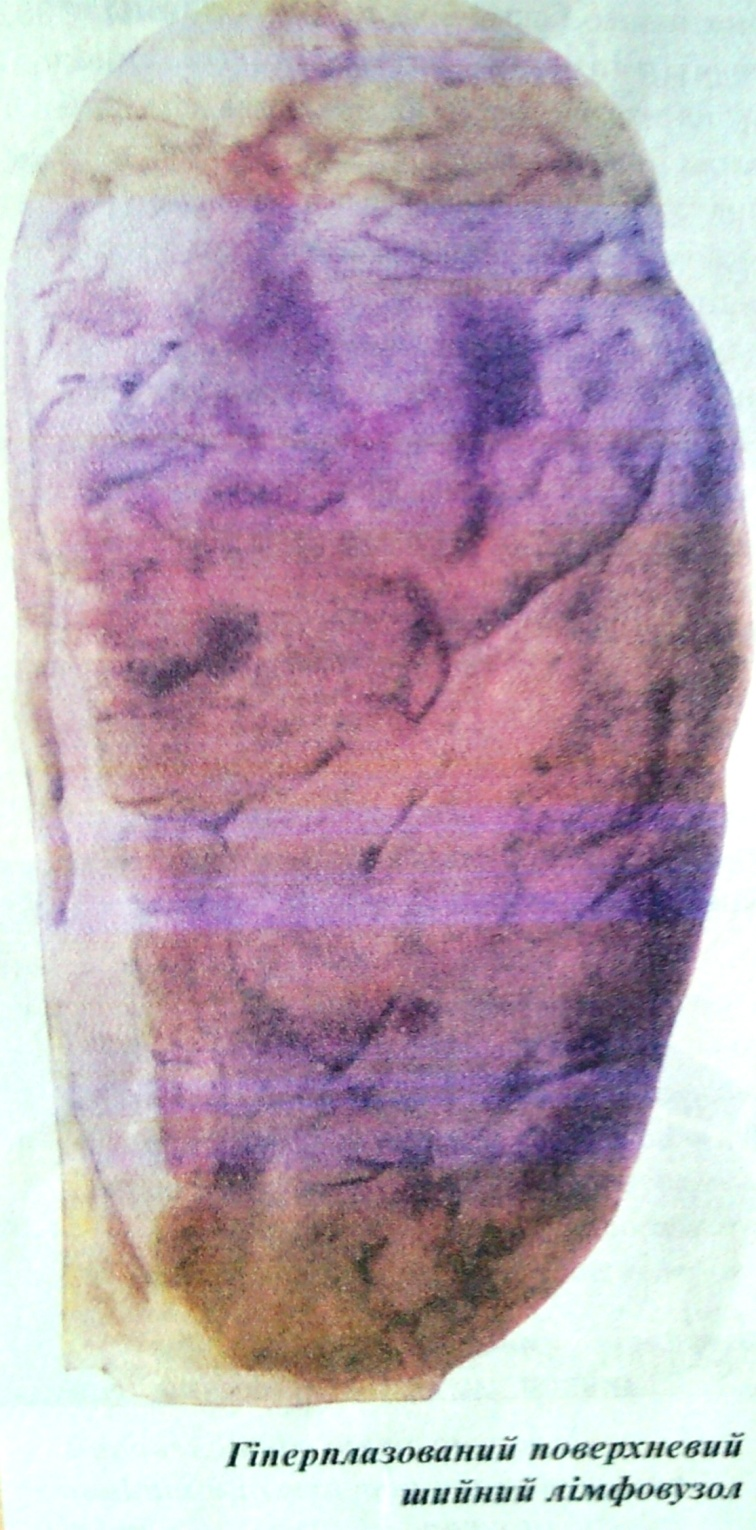 Гіперплазований поверхневий
шийний лімфовузол